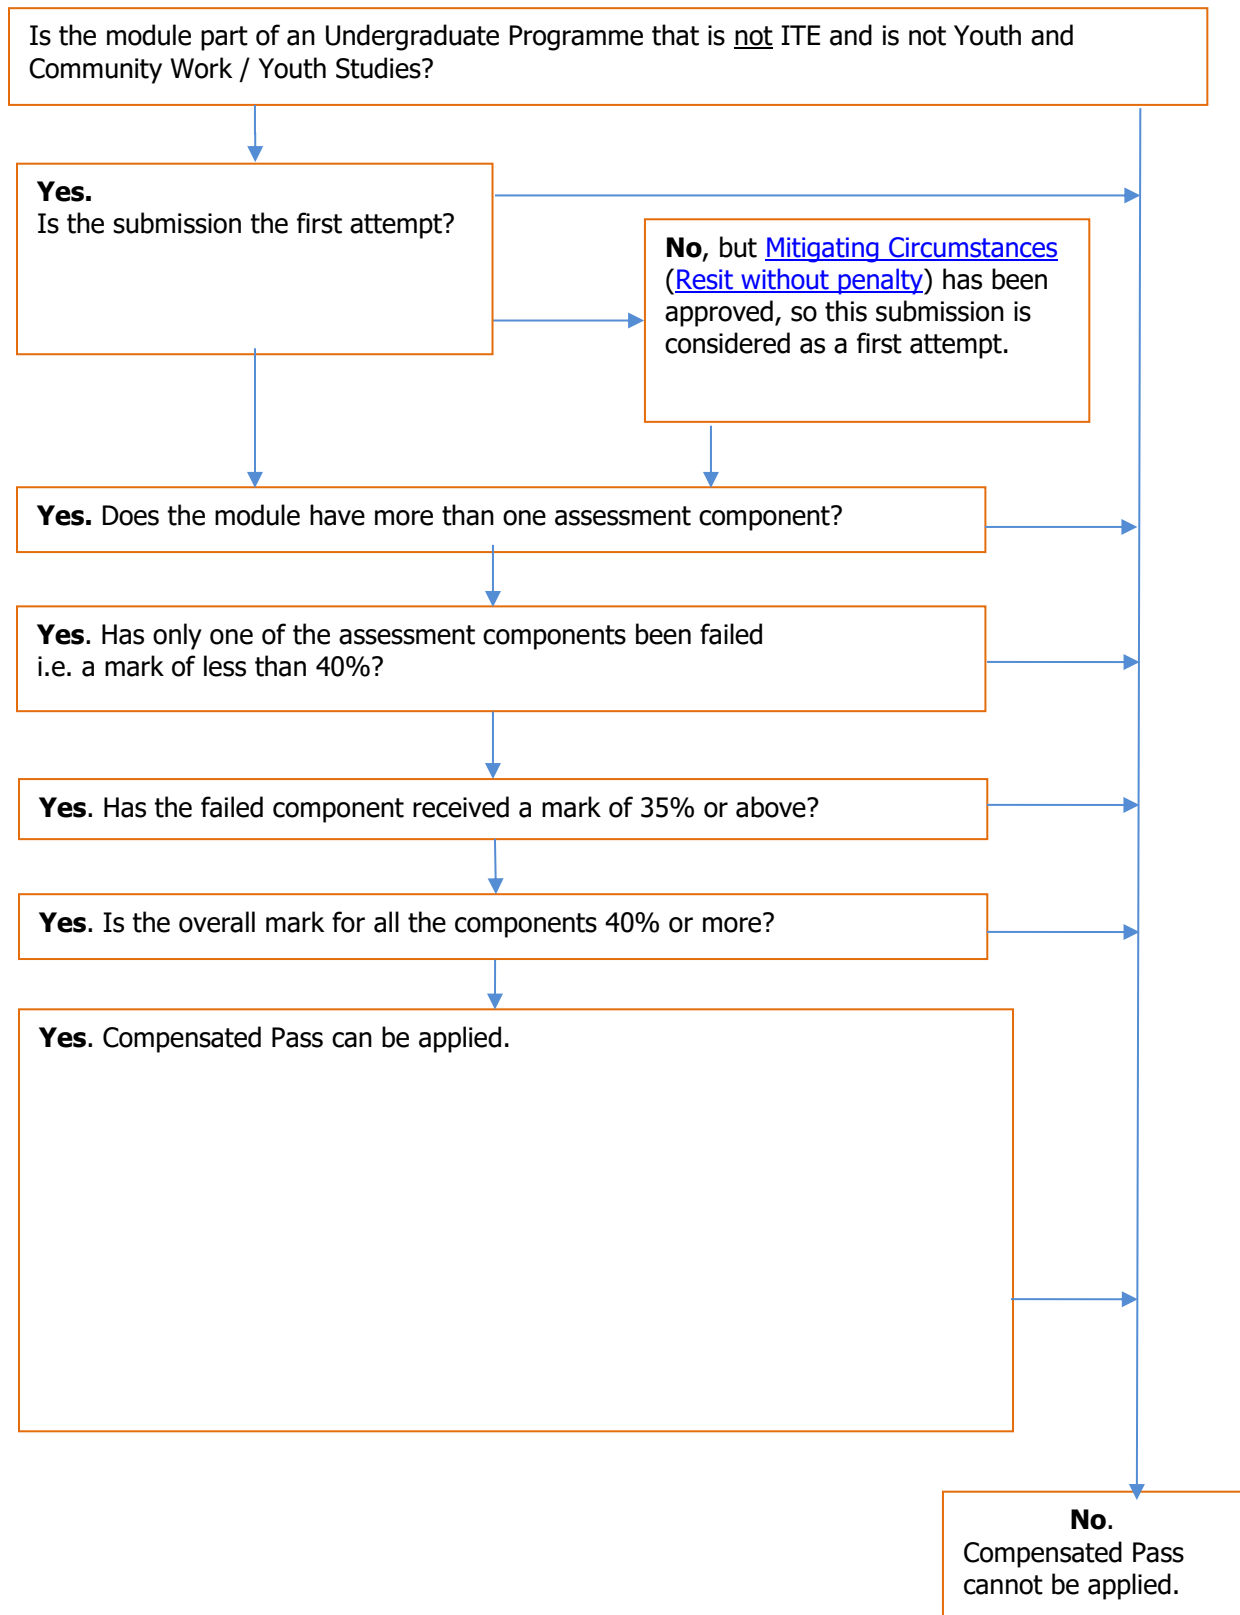 Is the module part of an Undergraduate Programme that is not ITE and is not Youth and
Community Work / Youth Studies?
Yes.
Is the submission the first attempt?
No, but Mitigating Circumstances
(Resit without penalty) has been
approved, so this submission is
considered as a first attempt.
Yes. Does the module have more than one assessment component?
Yes. Has only one of the assessment components been failed
i.e. a mark of less than 40%?
Yes. Has the failed component received a mark of 35% or above?
Yes. Is the overall mark for all the components 40% or more?
Yes. Compensated Pass can be applied.
No.
Compensated Pass
cannot be applied.